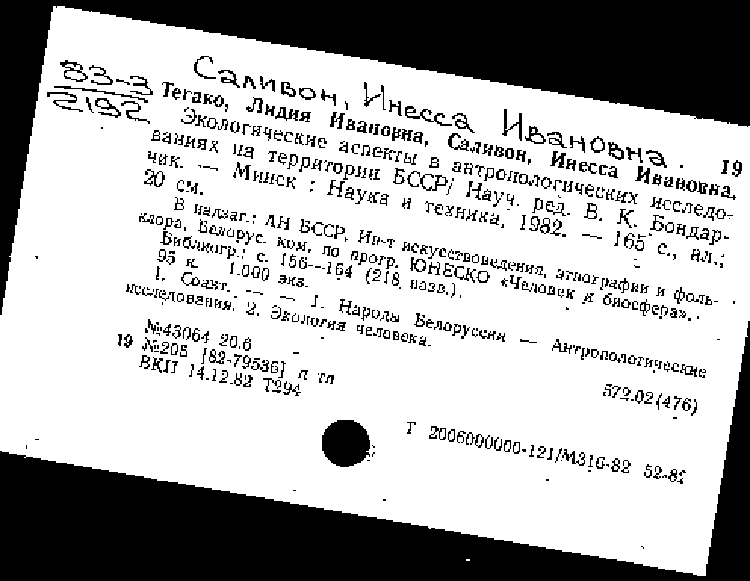 Саливон, Инесса Ивановна.
83-3
2192
19
Тегако, Лидия Ивановна, Саливон, Инесса Ивановна.
Экологические аспекты в антропологических исследо-
ваниях на территории БССР/ Науч. ред. В. К. Бондар-
чик. — Минск : Наука и техника, 1982. — 165 с., ил.;
20 см.
В надзаг.: АН БССР, Ин-т искусствоведения, этнографии и фоль-
клора, Белорус. ком. по прогр. ЮНЕСКО «Человек и биосфера».
Библиогр.: с. 156—164 (218 назв.).
95 к. 1.000 экз.
1. Соавт. — — 1. Народы Белоруссии — Антропологические
исследования. 2. Экология человека.
№43064 20.6
19 №205 [82-79536] п тл
ВКП 14.12.82 Т294
572.02(476)
Т 2006000000-121/М316-82 52-82